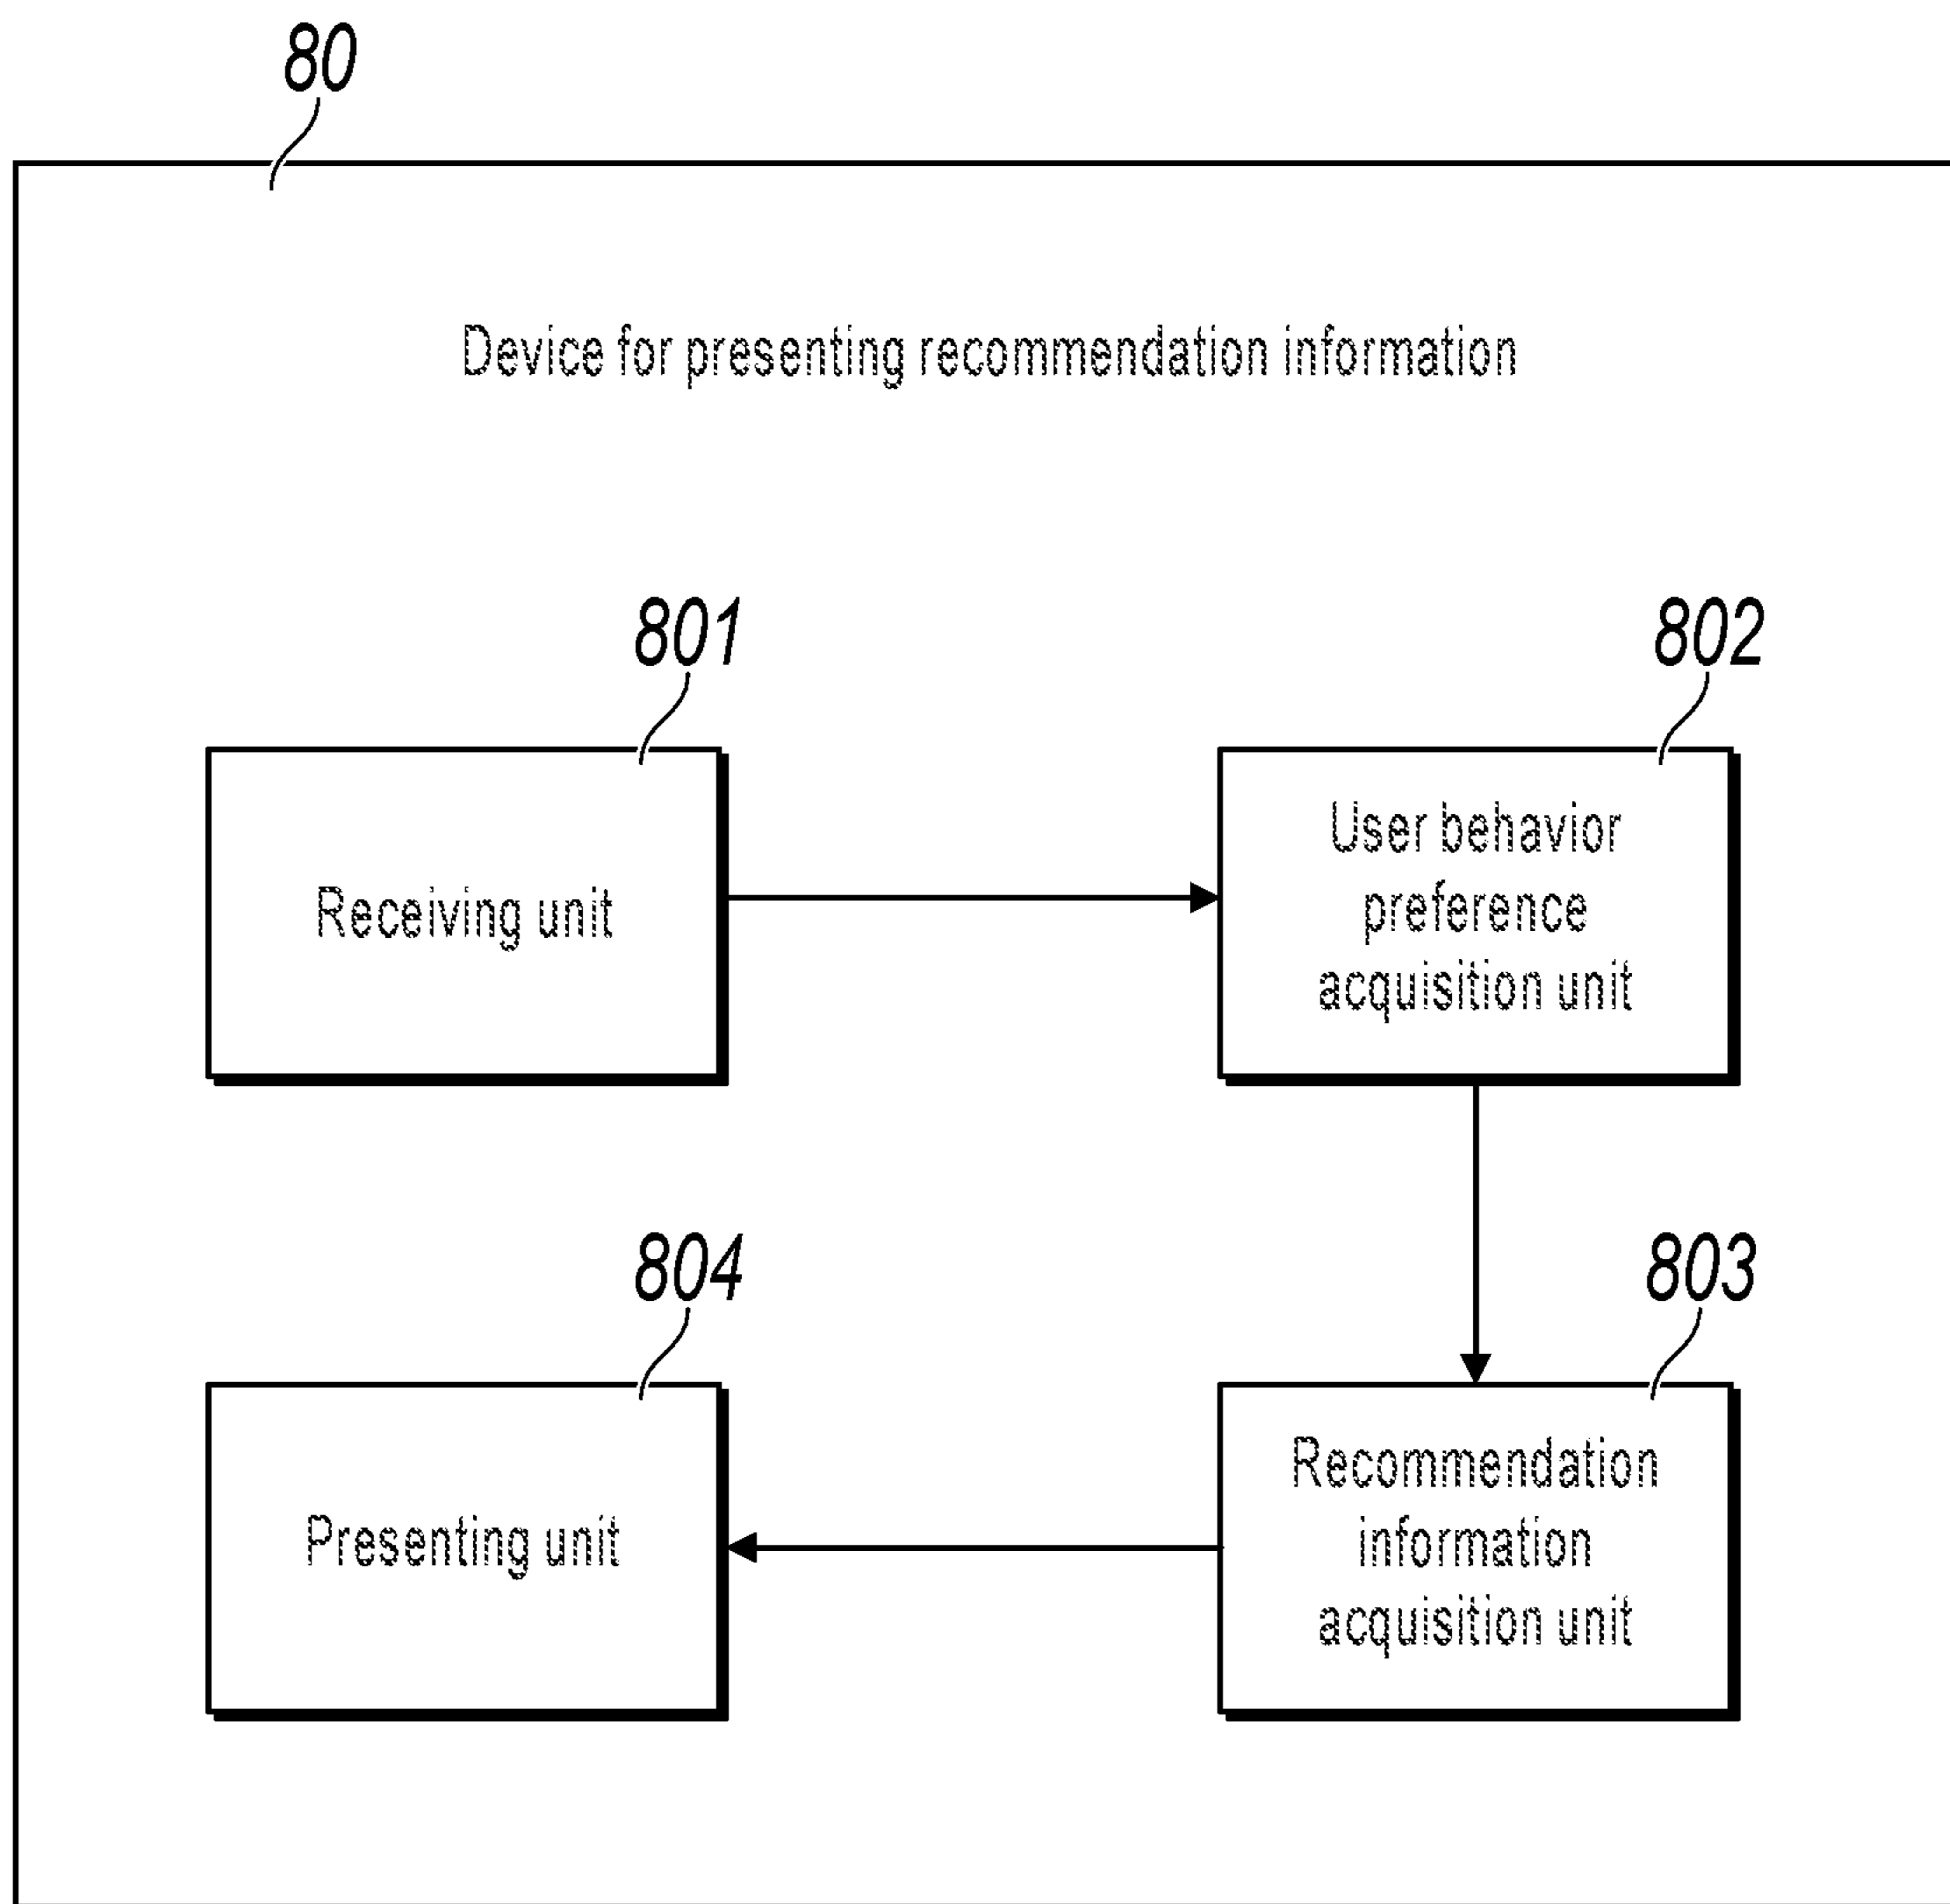 80
Device for presenting recommendation information
801
Receiving unit
802
User behavior
preference
acquisition unit
804
Presenting unit
803
Recommendation
information
acquisition unit